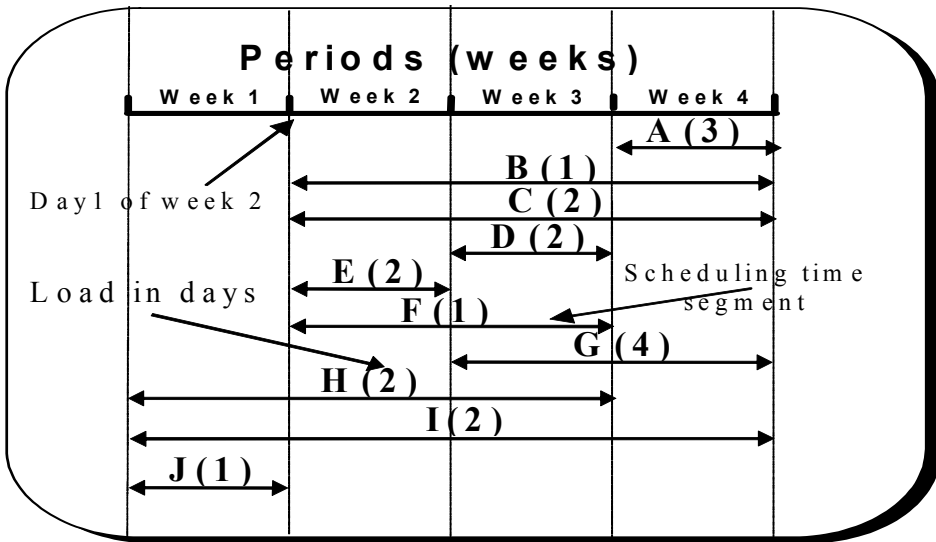 Periods (weeks)
Week 1 Week 2 Week 3 Week 4
A (3)
B (1)
Day1 of week 2
C (2)
D (2)
E (2)
Scheduling time
segment
Load in days
F (1)
G (4)
H (2)
I (2)
J (1)